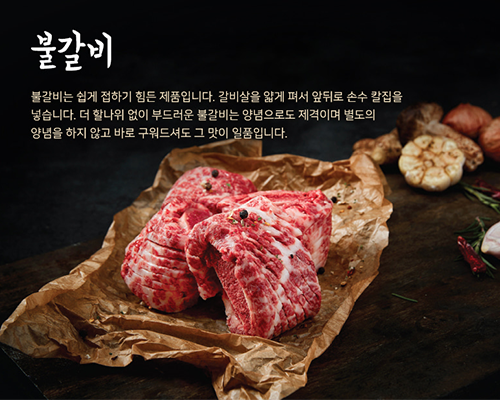 불갈비
불갈비는 쉽게 접하기 힘든 제품입니다. 갈비살을 얇게 펴서 앞뒤로 손수 칼집을
넣습니다. 더 할나위 없이 부드러운 불갈비는 양념으로도 제격이며 별도의
양념을 하지 않고 바로 구워드셔도 그 맛이 일품입니다.